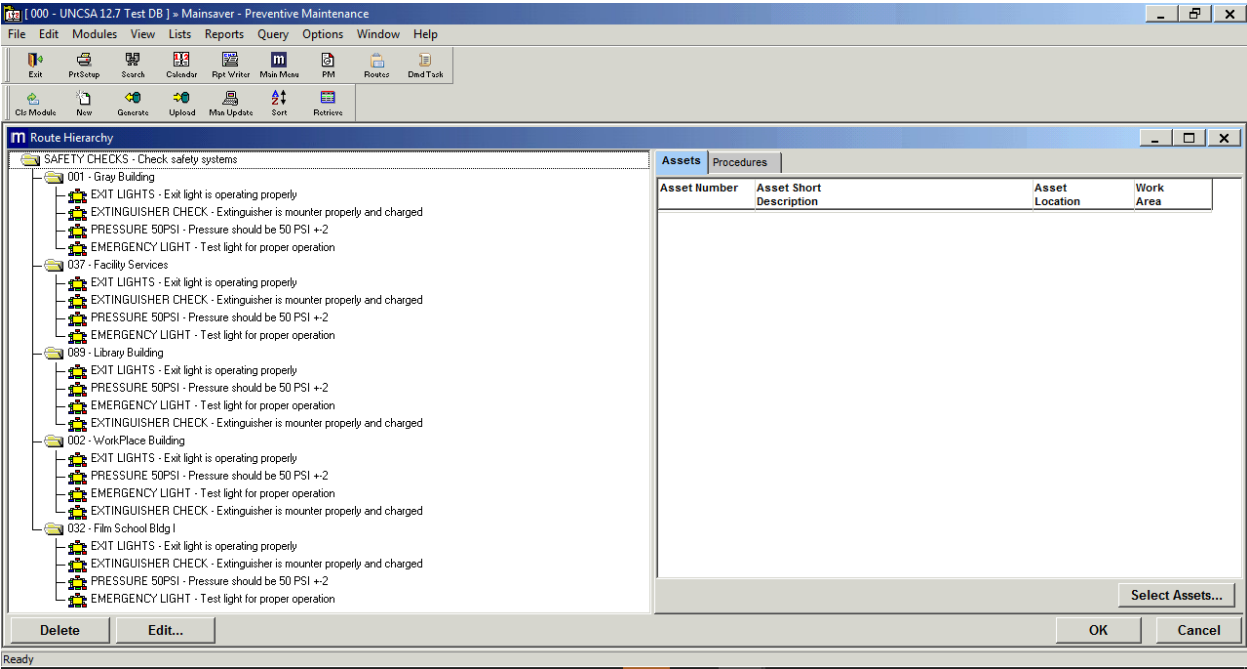 [ 000 - UNCSA 12.7 Test DB ] » Mainsaver - Preventive Maintenance
File Edit Modules View Lists Reports Query Options Window Help
Exit PrtSetup Search Calendar Rpt Writer Main Menu PM Routes Dmd Task
Cls Module New Generate Upload Man Update Sort Retrieve
m Route Hierarchy
SAFETY CHECKS - Check safety systems
001 - Gray Building
EXIT LIGHTS - Exit light is operating properly
EXTINGUISHER CHECK - Extinguisher is mounter properly and charged
PRESSURE 50PSI - Pressure should be 50 PSI +-2
EMERGENCY LIGHT - Test light for proper operation
037 - Facility Services
EXIT LIGHTS - Exit light is operating properly
EXTINGUISHER CHECK - Extinguisher is mounter properly and charged
PRESSURE 50PSI - Pressure should be 50 PSI +-2
EMERGENCY LIGHT - Test light for proper operation
089 - Library Building
EXIT LIGHTS - Exit light is operating properly
PRESSURE 50PSI - Pressure should be 50 PSI +-2
EMERGENCY LIGHT - Test light for proper operation
EXTINGUISHER CHECK - Extinguisher is mounter properly and charged
002 - WorkPlace Building
EXIT LIGHTS - Exit light is operating properly
PRESSURE 50PSI - Pressure should be 50 PSI +-2
EMERGENCY LIGHT - Test light for proper operation
EXTINGUISHER CHECK - Extinguisher is mounter properly and charged
032 - Film School Bldg I
EXIT LIGHTS - Exit light is operating properly
EXTINGUISHER CHECK - Extinguisher is mounter properly and charged
PRESSURE 50PSI - Pressure should be 50 PSI +-2
EMERGENCY LIGHT - Test light for proper operation
Assets Procedures
Asset Number Asset Short Asset Work
Description Location Area
Select Assets...
Delete Edit... OK Cancel
Ready